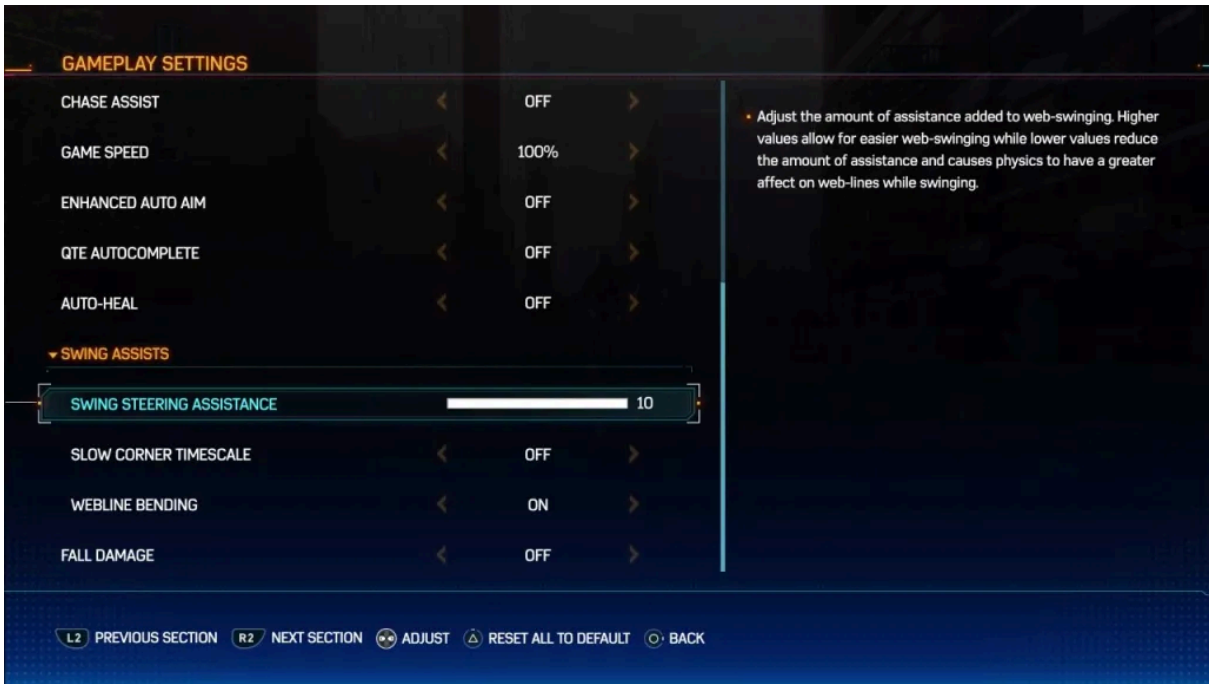 GAMEPLAY SETTINGS
CHASE ASSIST OFF
GAME SPEED 100%
ENHANCED AUTO AIM OFF
QTE AUTOCOMPLETE OFF
AUTO-HEAL OFF
SWING ASSISTS
SWING STEERING ASSISTANCE 10
SLOW CORNER TIMESCALE OFF
WEBLINE BENDING ON
FALL DAMAGE OFF
Adjust the amount of assistance added to web-swinging. Higher
values allow for easier web-swinging while lower values reduce
the amount of assistance and causes physics to have a greater
affect on web-lines while swinging.
L2 PREVIOUS SECTION R2 NEXT SECTION ADJUST RESET ALL TO DEFAULT BACK